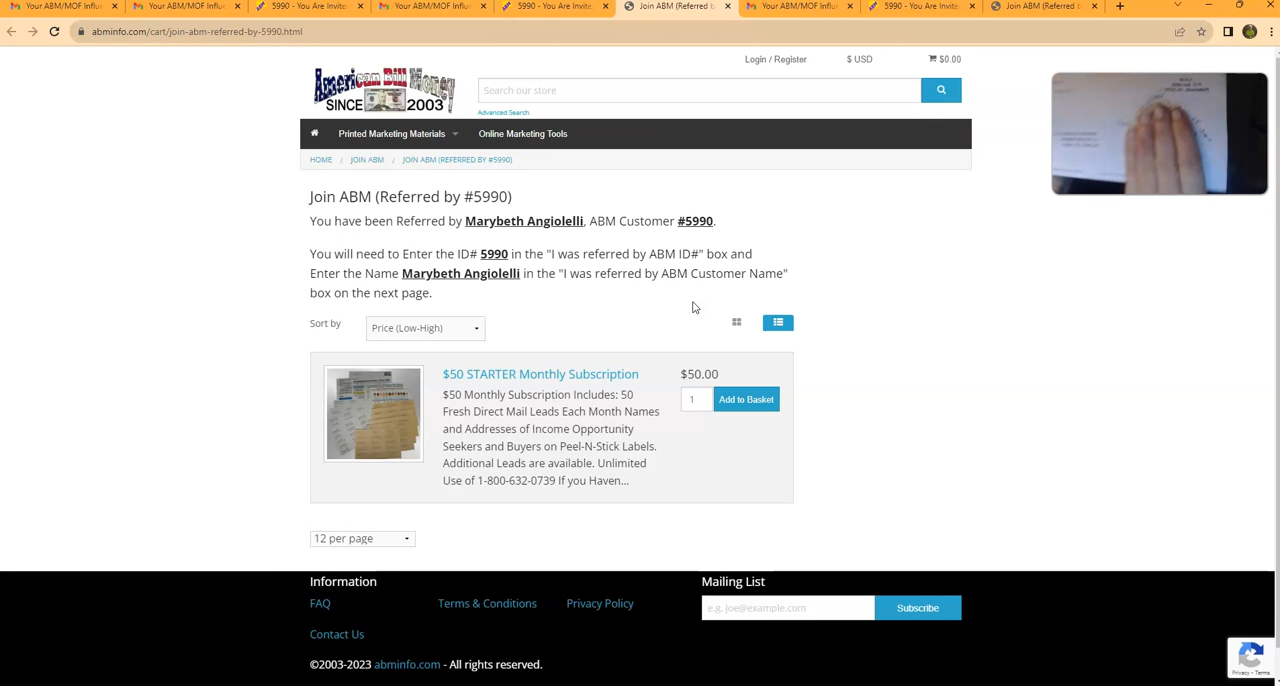 Your ABM/MOF Influ
Your ABM/MOF Influ
5990 - You Are Invite
Your ABM/MOF Influ
5990 - You Are Invite
Join ABM (Referred b
Your ABM/MOF Influ
5990 - You Are Invite
Join ABM (Referred b
abminfo.com/cart/join-abm-referred-by-5990.html
Login / Register $ USD $0.00
American Bill Money
SINCE 2003
Search our store
Advanced Search
Printed Marketing Materials Online Marketing Tools
HOME / JOIN ABM / JOIN ABM (REFERRED BY #5990)
Join ABM (Referred by #5990)
You have been Referred by Marybeth Angiolelli, ABM Customer #5990.
You will need to Enter the ID# 5990 in the "I was referred by ABM ID#" box and
Enter the Name Marybeth Angiolelli in the "I was referred by ABM Customer Name"
box on the next page.
Sort by Price (Low-High)
$50 STARTER Monthly Subscription
$50 Monthly Subscription Includes: 50
Fresh Direct Mail Leads Each Month Names
and Addresses of Income Opportunity
Seekers and Buyers on Peel-N-Stick Labels.
Additional Leads are available. Unlimited
Use of 1-800-632-0739 If you Haven...
$50.00
1 Add to Basket
12 per page
Information
FAQ Terms & Conditions Privacy Policy
Contact Us
©2003-2023 abminfo.com - All rights reserved.
Mailing List
e.g. joe@example.com Subscribe
Privacy - Terms